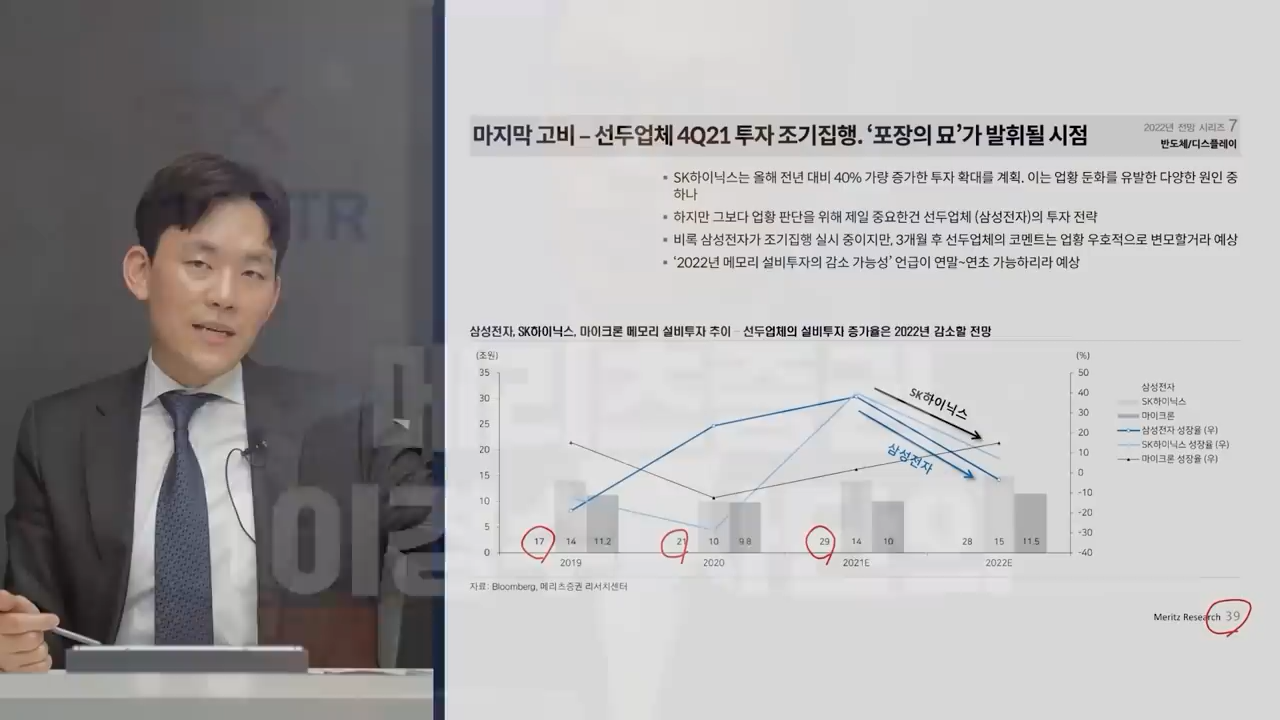 마지막 고비 – 선두업체 4Q21 투자 조기집행. ‘포장의 묘’가 발휘될 시점
2022년 전망 시리즈 7
반도체/디스플레이
▪ SK하이닉스는 올해 전년 대비 40% 가량 증가한 투자 확대를 계획. 이는 업황 둔화를 유발한 다양한 원인 중
하나
▪ 하지만 그보다 업황 판단을 위해 제일 중요한건 선두업체 (삼성전자)의 투자 전략
▪ 비록 삼성전자가 조기집행 실시 중이지만, 3개월 후 선두업체의 코멘트는 업황 우호적으로 변모할거라 예상
▪ ‘2022년 메모리 설비투자의 감소 가능성’ 언급이 연말~연초 가능하리라 예상
삼성전자, SK하이닉스, 마이크론 메모리 설비투자 추이 – 선두업체의 설비투자 증가율은 2022년 감소할 전망
(조원)
(%)
35
30
25
20
15
10
5
0
50
40
30
20
10
0
-10
-20
-30
-40
SK하이닉스
삼성전자
삼성전자
SK하이닉스
마이크론
삼성전자 성장율 (우)
SK하이닉스 성장율 (우)
마이크론 성장율 (우)
17 14 11.2 21 10 9.8 29 14 10 28 15 11.5
2019 2020 2021E 2022E
자료: Bloomberg, 메리츠증권 리서치센터
Meritz Research 39